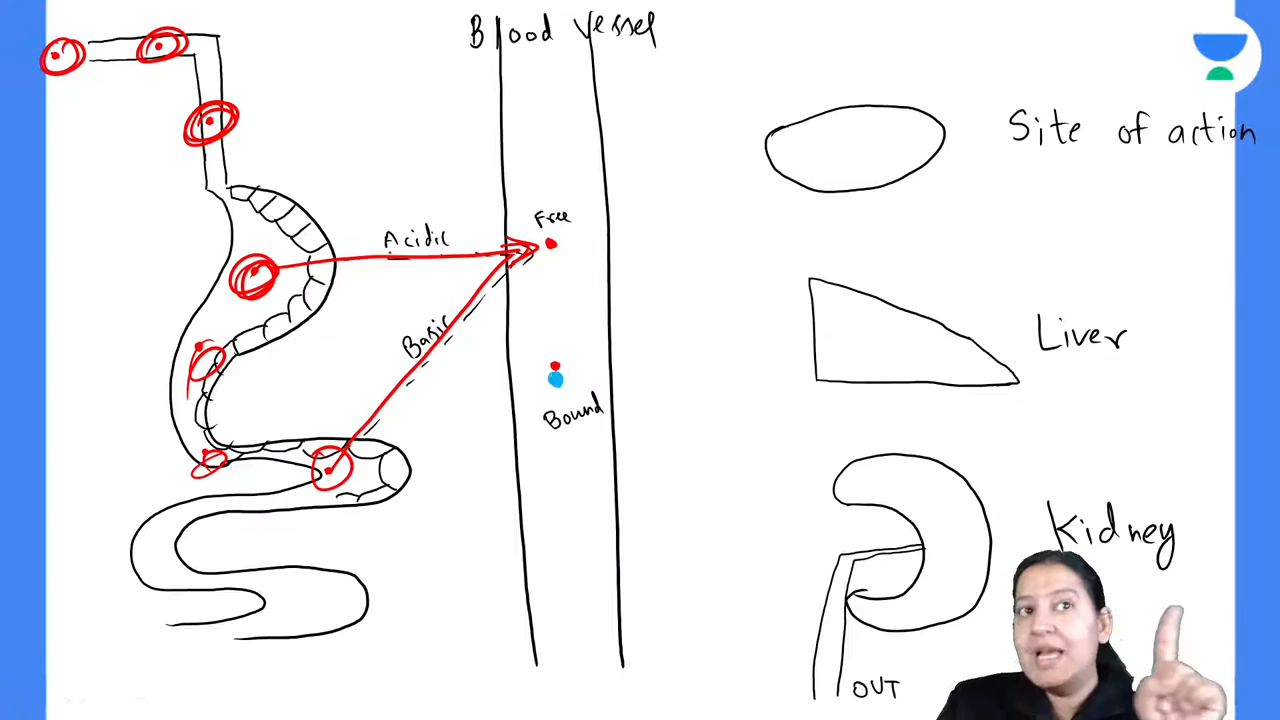 Blood Vessel
Site of action
Free
Acidic
Basic
Liver
Bound
Kidney
OUT